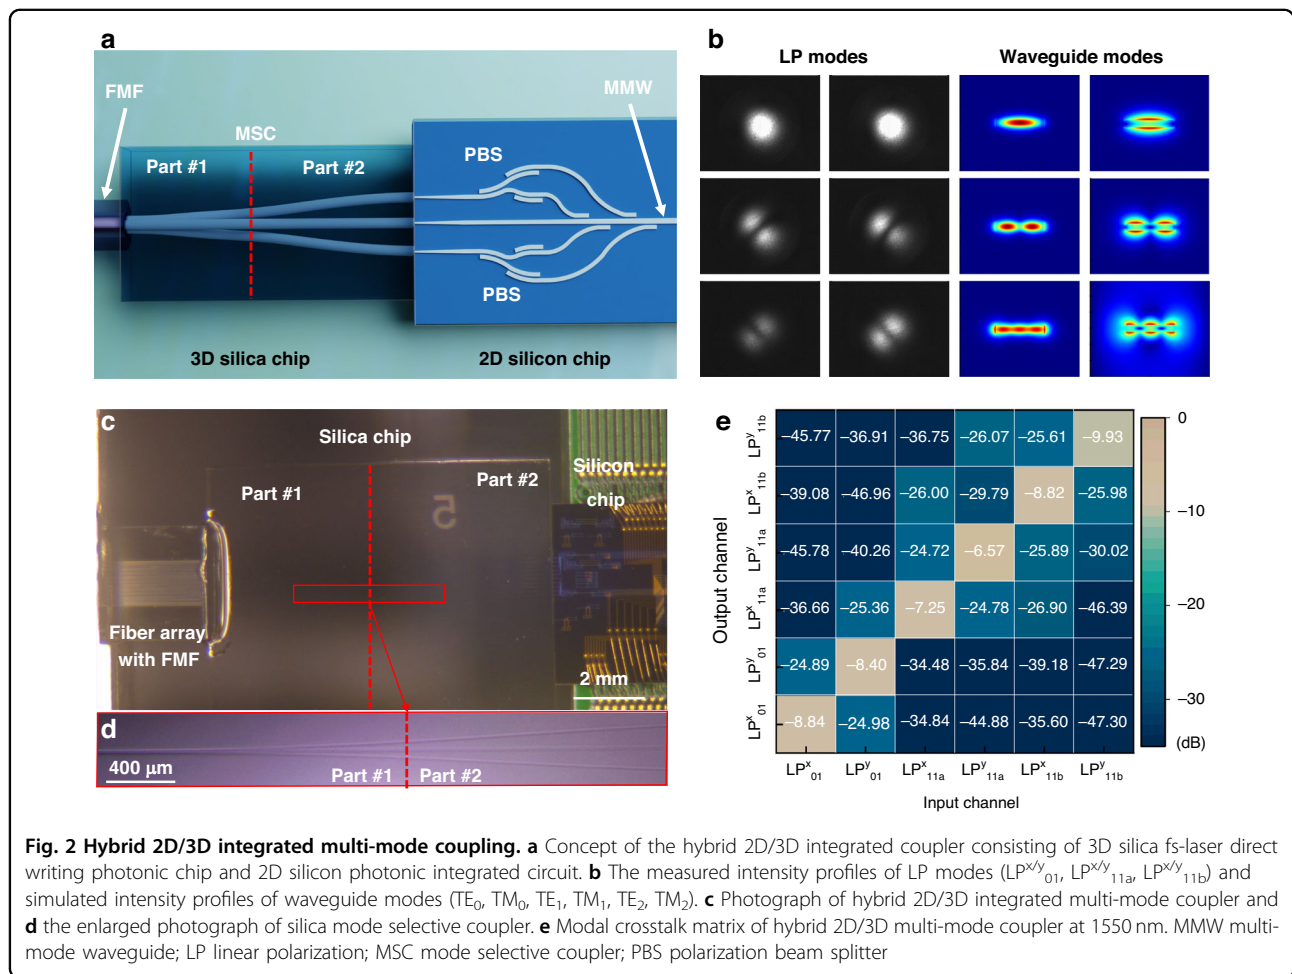 a
FMF
MSC
MMW
Part #1
Part #2
PBS
PBS
3D silica chip
2D silicon chip
b
LP modes
Waveguide modes
c
Silica chip
Part #1
Part #2
Silicon
chip
5
Fiber array
with FMF
2 mm
d
400 μm
Part #1
Part #2
e
Output channel
LP^y_11b
−45.77 −36.91 −36.75 −26.07 −25.61 −9.93
LP^x_11b
−39.08 −46.96 −26.00 −29.79 −8.82 −25.98
LP^y_11a
−45.78 −40.26 −24.72 −6.57 −25.89 −30.02
LP^x_11a
−36.66 −25.36 −7.25 −24.78 −26.90 −46.39
LP^y_01
−24.89 −8.40 −34.48 −35.84 −39.18 −47.29
LP^x_01
−8.84 −24.98 −34.84 −44.88 −35.60 −47.30
LP^x_01 LP^y_01 LP^x_11a LP^y_11a LP^x_11b LP^y_11b
Input channel
0
−10
−20
−30
(dB)
Fig. 2 Hybrid 2D/3D integrated multi-mode coupling. a Concept of the hybrid 2D/3D integrated coupler consisting of 3D silica fs-laser direct
writing photonic chip and 2D silicon photonic integrated circuit. b The measured intensity profiles of LP modes (LP^x/y_01, LP^x/y_11a, LP^x/y_11b) and
simulated intensity profiles of waveguide modes (TE_0, TM_0, TE_1, TM_1, TE_2, TM_2). c Photograph of hybrid 2D/3D integrated multi-mode coupler and
d the enlarged photograph of silica mode selective coupler. e Modal crosstalk matrix of hybrid 2D/3D multi-mode coupler at 1550 nm. MMW multi-
mode waveguide; LP linear polarization; MSC mode selective coupler; PBS polarization beam splitter